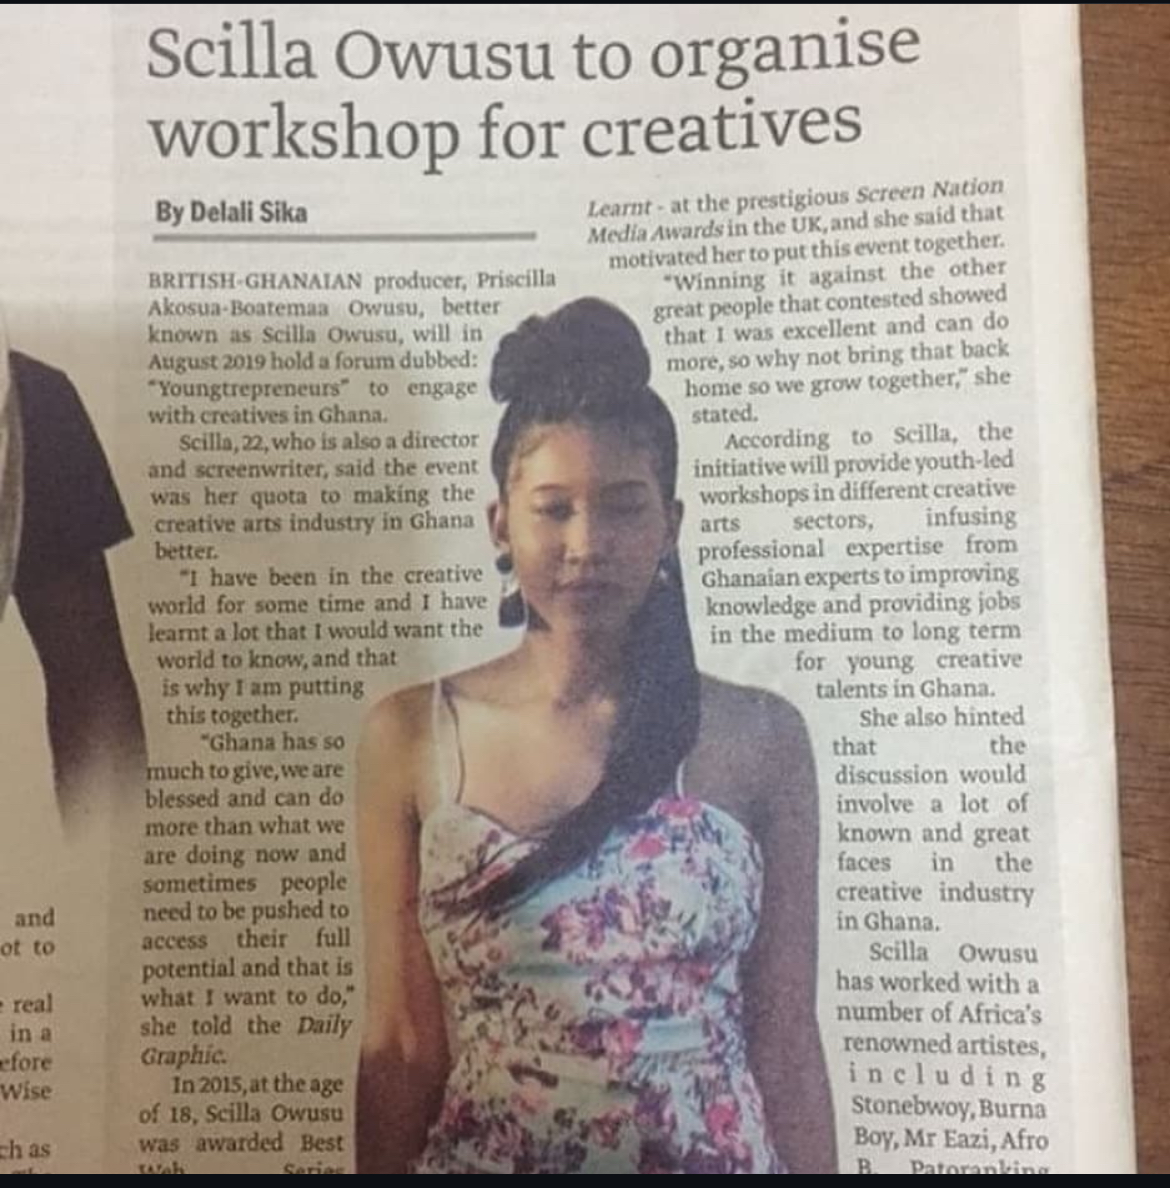 Scilla Owusu to organise
workshop for creatives
By Delali Sika
BRITISH-GHANAIAN producer, Priscilla
Akosua-Boatemaa Owusu, better
known as Scilla Owusu, will in
August 2019 hold a forum dubbed:
"Youngtrepreneurs" to engage
with creatives in Ghana.
Scilla, 22, who is also a director
and screenwriter, said the event
was her quota to making the
creative arts industry in Ghana
better.
"I have been in the creative
world for some time and I have
learnt a lot that I would want the
world to know, and that
is why I am putting
this together.
"Ghana has so
much to give, we are
blessed and can do
more than what we
are doing now and
sometimes people
need to be pushed to
access their full
potential and that is
what I want to do,"
she told the Daily
Graphic.
In 2015, at the age
of 18, Scilla Owusu
was awarded Best
Web Series
Learnt - at the prestigious Screen Nation
Media Awards in the UK, and she said that
motivated her to put this event together.
"Winning it against the other
great people that contested showed
that I was excellent and can do
more, so why not bring that back
home so we grow together," she
stated.
According to Scilla, the
initiative will provide youth-led
workshops in different creative
arts sectors, infusing
professional expertise from
Ghanaian experts to improving
knowledge and providing jobs
in the medium to long term
for young creative
talents in Ghana.
She also hinted
that the
discussion would
involve a lot of
known and great
faces in the
creative industry
in Ghana.
Scilla Owusu
has worked with a
number of Africa's
renowned artistes,
including
Stonebwoy, Burna
Boy, Mr Eazi, Afro
B, Patoranking
and
ot to
real
in a
efore
Wise
ch as